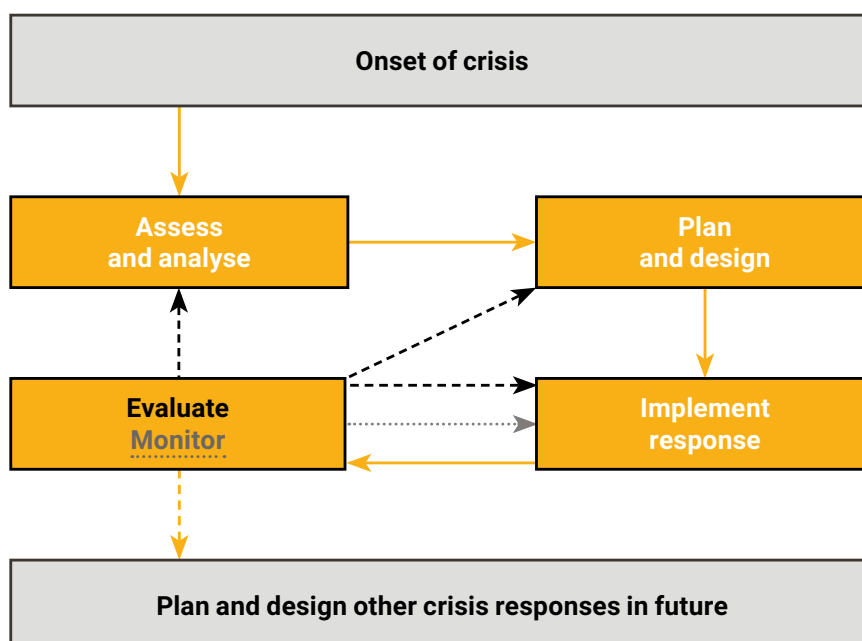 Onset of crisis
Assess
and analyse
Plan
and design
Evaluate
Monitor
Implement
response
Plan and design other crisis responses in future